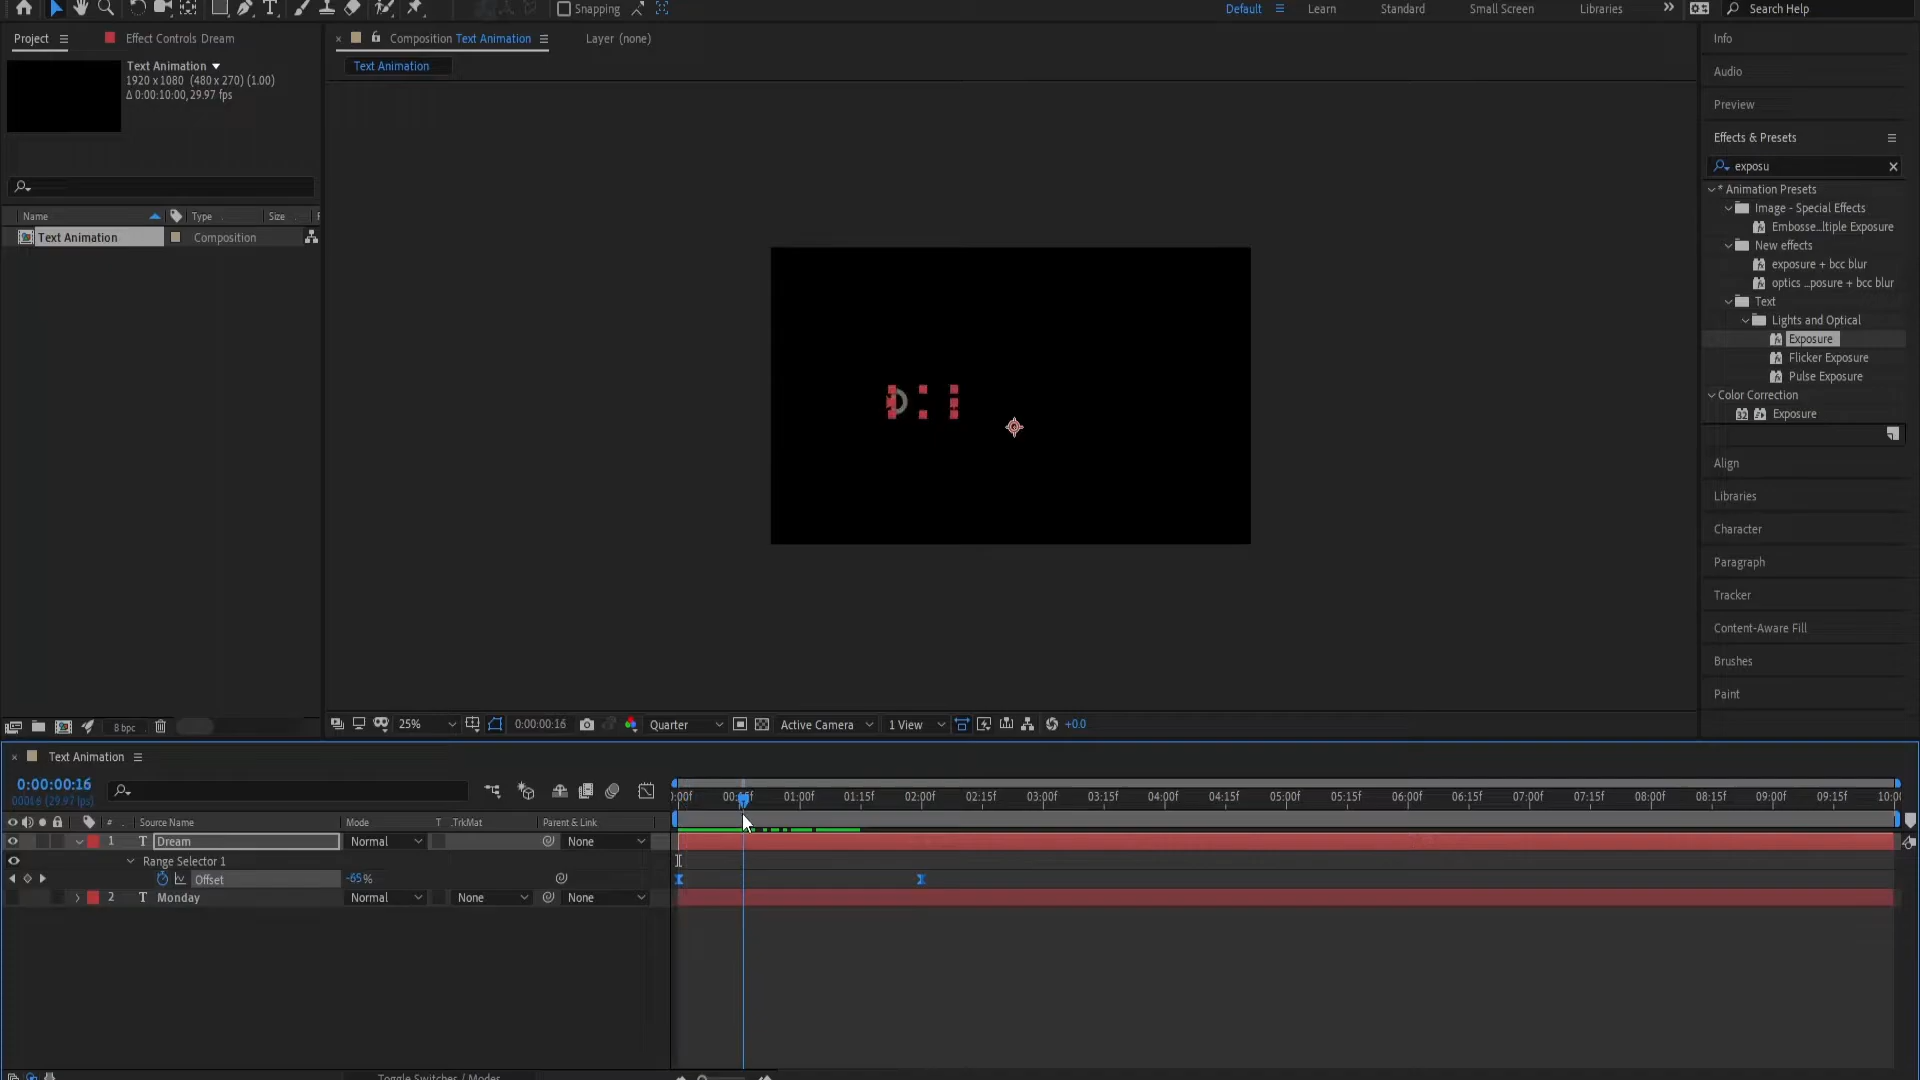 Snapping
Default
Learn
Standard
Small Screen
Libraries
Search Help
Project
Effect Controls Dream
Composition Text Animation
Layer (none)
Info
Text Animation
1920 x 1080 (480 x 270) (1.00)
Δ 0:00:10:00, 29.97 fps
Text Animation
Audio
Preview
Effects & Presets
exposu
* Animation Presets
Image - Special Effects
Embosse...ltiple Exposure
New effects
exposure + bcc blur
optics ...posure + bcc blur
Text
Lights and Optical
Exposure
Flicker Exposure
Pulse Exposure
Color Correction
Exposure
Name
Type
Size
Text Animation
Composition
Align
Libraries
Character
Paragraph
Tracker
Content-Aware Fill
Brushes
Paint
8 bpc
25%
0:00:00:16
Quarter
Active Camera
1 View
+0.0
Text Animation
0:00:00:16
00016 (29.97 fps)
:00f
01:00f
01:15f
02:00f
02:15f
03:00f
03:15f
04:00f
04:15f
05:00f
05:15f
06:00f
06:15f
07:00f
07:15f
08:00f
08:15f
09:00f
09:15f
10:0
# Source Name
Mode
T .TrkMat
Parent & Link
1 T Dream
Normal
None
Range Selector 1
Offset
-65%
2 T Monday
Normal
None
None
Toggle Switches / Modes